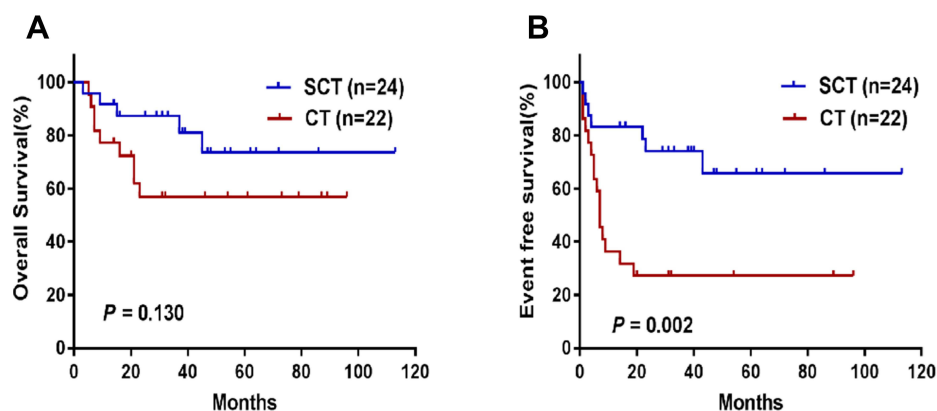 A
Overall Survival(%)
100
80
60
40
20
0
SCT (n=24)
CT (n=22)
P = 0.130
0 20 40 60 80 100 120
Months
B
Event free survival(%)
100
80
60
40
20
0
SCT (n=24)
CT (n=22)
P = 0.002
0 20 40 60 80 100 120
Months